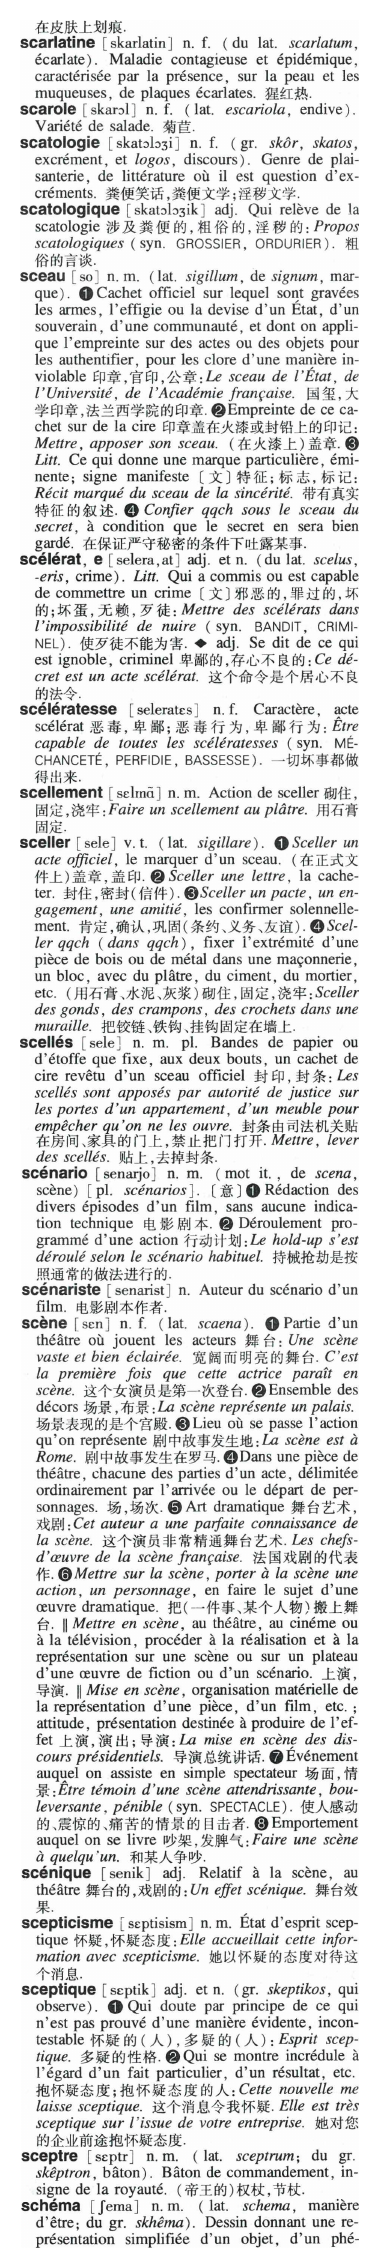 在皮肤上划痕.
scarlatine [skarlatin] n. f. (du lat. scarlatum,
écarlate). Maladie contagieuse et épidémique,
caractérisée par la présence, sur la peau et les
muqueuses, de plaques écarlates. 猩红热.
scarole [skarɔl] n. f. (lat. escariola, endive).
Variété de salade. 菊苣.
scatologie [skatɔlɔʒi] n. f. (gr. skôr, skatos,
excrément, et logos, discours). Genre de plai-
santerie, de littérature où il est question d'ex-
créments. 粪便笑话,粪便文学;淫秽文学.
scatologique [skatɔlɔʒik] adj. Qui relève de la
scatologie 涉及粪便的,粗俗的,淫秽的: Propos
scatologiques (syn. GROSSIER, ORDURIER). 粗
俗的言谈.
sceau [so] n. m. (lat. sigillum, de signum, mar-
que). ❶ Cachet officiel sur lequel sont gravées
les armes, l'effigie ou la devise d'un État, d'un
souverain, d'une communauté, et dont on appli-
que l'empreinte sur des actes ou des objets pour
les authentifier, pour les clore d'une manière in-
violable 印章,官印,公章: Le sceau de l'État, de
l'Université, de l'Académie française. 国玺,大
学印章,法兰西学院的印章. ❷ Empreinte de ce ca-
chet sur de la cire 印章盖在火漆或封铅上的印记:
Mettre, apposer son sceau. (在火漆上)盖章. ❸
Litt. Ce qui donne une marque particulière, émi-
nente; signe manifeste [文]特征;标志,标记:
Récit marqué du sceau de la sincérité. 带有真实
特征的叙述. ❹ Confier qqch sous le sceau du
secret, à condition que le secret en sera bien
gardé. 在保证严守秘密的条件下吐露某事.
scélérat, e [selera,at] adj. et n. (du lat. scelus,
-eris, crime). Litt. Qui a commis ou est capable
de commettre un crime [文]邪恶的,罪过的,坏
的;坏蛋,无赖,歹徒: Mettre des scélérats dans
l'impossibilité de nuire (syn. BANDIT, CRIMI-
NEL). 使歹徒不能为害. ◆ adj. Se dit de ce qui
est ignoble, criminel 卑鄙的,存心不良的: Ce dé-
cret est un acte scélérat. 这个命令是个居心不良
的法令.
scélératesse [seleratɛs] n. f. Caractère, acte
scélérat 恶毒,卑鄙;恶毒行为,卑鄙行为: Être
capable de toutes les scélératesses (syn. MÉ-
CHANCETÉ, PERFIDIE, BASSESSE). 一切坏事都做
得出来.
scellement [sɛlmã] n. m. Action de sceller 砌住,
固定,浇牢: Faire un scellement au plâtre. 用石膏
固定.
sceller [sele] v. t. (lat. sigillare). ❶ Sceller un
acte officiel, le marquer d'un sceau. (在正式文
件上)盖章,盖印. ❷ Sceller une lettre, la cache-
ter. 封住,密封(信件). ❸ Sceller un pacte, un en-
gagement, une amitié, les confirmer solennelle-
ment. 肯定,确认,巩固(条约、义务、友谊). ❹ Scel-
ler qqch (dans qqch), fixer l'extrémité d'une
pièce de bois ou de métal dans une maçonnerie,
un bloc, avec du plâtre, du ciment, du mortier,
etc. (用石膏、水泥、灰浆)砌住,固定,浇牢: Sceller
des gonds, des crampons, des crochets dans une
muraille. 把铰链、铁钩、挂钩固定在墙上.
scellés [sele] n. m. pl. Bandes de papier ou
d'étoffe que fixe, aux deux bouts, un cachet de
cire revêtu d'un sceau officiel 封印,封条: Les
scellés sont apposés par autorité de justice sur
les portes d'un appartement, d'un meuble pour
empêcher qu'on ne les ouvre. 封条由司法机关贴
在房间、家具的门上,禁止把门打开. Mettre, lever
des scellés. 贴上,去掉封条.
scénario [senarjo] n. m. (mot it., de scena,
scène) [pl. scénarios]. [意] ❶ Rédaction des
divers épisodes d'un film, sans aucune indica-
tion technique 电影剧本. ❷ Déroulement pro-
grammé d'une action 行动计划: Le hold-up s'est
déroulé selon le scénario habituel. 持械抢劫是按
照通常的做法进行的.
scénariste [senarist] n. Auteur du scénario d'un
film. 电影剧本作者.
scène [sɛn] n. f. (lat. scaena). ❶ Partie d'un
théâtre où jouent les acteurs 舞台: Une scène
vaste et bien éclairée. 宽阔而明亮的舞台. C'est
la première fois que cette actrice paraît en
scène. 这个女演员是第一次登台. ❷ Ensemble des
décors 场景,布景: La scène représente un palais.
场景表现的是个宫殿. ❸ Lieu où se passe l'action
qu'on représente 剧中故事发生地: La scène est à
Rome. 剧中故事发生在罗马. ❹ Dans une pièce de
théâtre, chacune des parties d'un acte, délimitée
ordinairement par l'arrivée ou le départ de per-
sonnages. 场,场次. ❺ Art dramatique 舞台艺术,
戏剧: Cet auteur a une parfaite connaissance de
la scène. 这个演员非常精通舞台艺术. Les chefs-
d'œuvre de la scène française. 法国戏剧的代表
作. ❻ Mettre sur la scène, porter à la scène une
action, un personnage, en faire le sujet d'une
œuvre dramatique. 把(一件事、某个人物)搬上舞
台. ‖ Mettre en scène, au théâtre, au cinéme ou
à la télévision, procéder à la réalisation et à la
représentation sur une scène ou sur un plateau
d'une œuvre de fiction ou d'un scénario. 上演,
导演. ‖ Mise en scène, organisation matérielle de
la représentation d'une pièce, d'un film, etc. ;
attitude, présentation destinée à produire de l'ef-
fet 上演,演出;导演: La mise en scène des dis-
cours présidentiels. 导演总统讲话. ❼ Événement
auquel on assiste en simple spectateur 场面,情
景: Être témoin d'une scène attendrissante, bou-
leversante, pénible (syn. SPECTACLE). 使人感动
的、震惊的、痛苦的情景的目击者. ❽ Emportement
auquel on se livre 吵架,发脾气: Faire une scène
à quelqu'un. 和某人争吵.
scénique [senik] adj. Relatif à la scène, au
théâtre 舞台的,戏剧的: Un effet scénique. 舞台效
果.
scepticisme [sɛptisism] n. m. État d'esprit scep-
tique 怀疑,怀疑态度: Elle accueillait cette infor-
mation avec scepticisme. 她以怀疑的态度对待这
个消息.
sceptique [sɛptik] adj. et n. (gr. skeptikos, qui
observe). ❶ Qui doute par principe de ce qui
n'est pas prouvé d'une manière évidente, incon-
testable 怀疑的(人),多疑的(人): Esprit scep-
tique. 多疑的性格. ❷ Qui se montre incrédule à
l'égard d'un fait particulier, d'un résultat, etc.
抱怀疑态度;抱怀疑态度的人: Cette nouvelle me
laisse sceptique. 这个消息令我怀疑. Elle est très
sceptique sur l'issue de votre entreprise. 她对您
的企业前途抱怀疑态度.
sceptre [sɛptr] n. m. (lat. sceptrum; du gr.
skêptron, bâton). Bâton de commandement, in-
signe de la royauté. (帝王的)权杖,节杖.
schéma [ʃema] n. m. (lat. schema, manière
d'être; du gr. skhêma). Dessin donnant une re-
présentation simplifiée d'un objet, d'un phé-